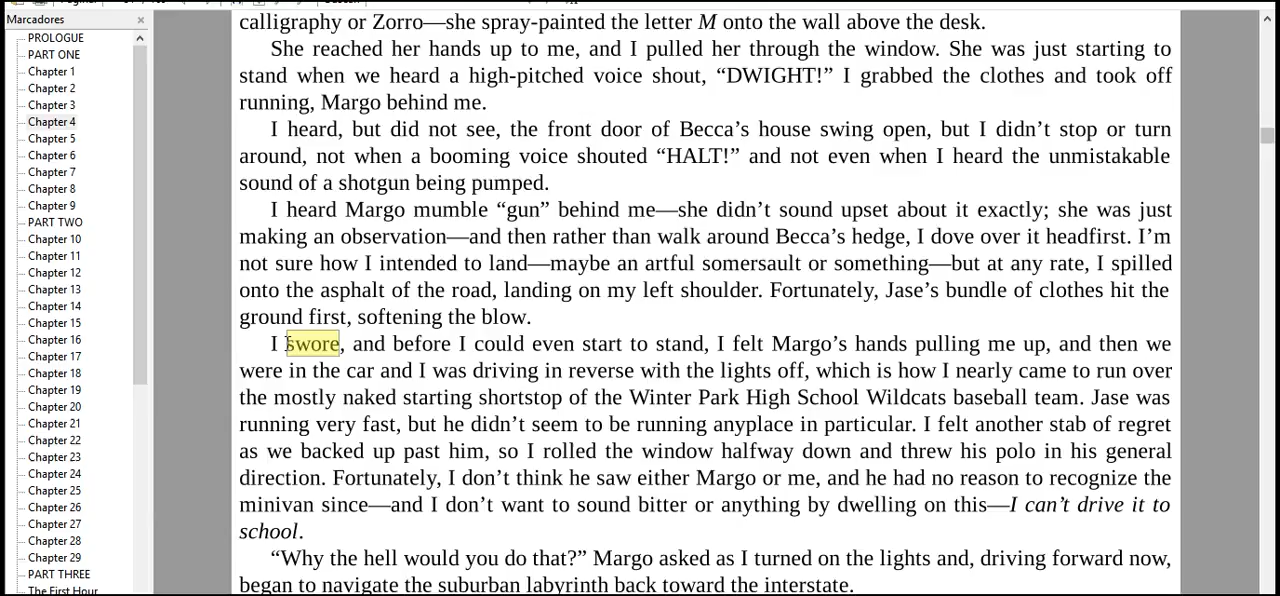 Marcadores
PROLOGUE
PART ONE
Chapter 1
Chapter 2
Chapter 3
Chapter 4
Chapter 5
Chapter 6
Chapter 7
Chapter 8
Chapter 9
PART TWO
Chapter 10
Chapter 11
Chapter 12
Chapter 13
Chapter 14
Chapter 15
Chapter 16
Chapter 17
Chapter 18
Chapter 19
Chapter 20
Chapter 21
Chapter 22
Chapter 23
Chapter 24
Chapter 25
Chapter 26
Chapter 27
Chapter 28
Chapter 29
PART THREE
The First Hour
calligraphy or Zorro—she spray-painted the letter M onto the wall above the desk.
She reached her hands up to me, and I pulled her through the window. She was just starting to
stand when we heard a high-pitched voice shout, “DWIGHT!” I grabbed the clothes and took off
running, Margo behind me.
I heard, but did not see, the front door of Becca’s house swing open, but I didn’t stop or turn
around, not when a booming voice shouted “HALT!” and not even when I heard the unmistakable
sound of a shotgun being pumped.
I heard Margo mumble “gun” behind me—she didn’t sound upset about it exactly; she was just
making an observation—and then rather than walk around Becca’s hedge, I dove over it headfirst. I’m
not sure how I intended to land—maybe an artful somersault or something—but at any rate, I spilled
onto the asphalt of the road, landing on my left shoulder. Fortunately, Jase’s bundle of clothes hit the
ground first, softening the blow.
I swore, and before I could even start to stand, I felt Margo’s hands pulling me up, and then we
were in the car and I was driving in reverse with the lights off, which is how I nearly came to run over
the mostly naked starting shortstop of the Winter Park High School Wildcats baseball team. Jase was
running very fast, but he didn’t seem to be running anyplace in particular. I felt another stab of regret
as we backed up past him, so I rolled the window halfway down and threw his polo in his general
direction. Fortunately, I don’t think he saw either Margo or me, and he had no reason to recognize the
minivan since—and I don’t want to sound bitter or anything by dwelling on this—I can’t drive it to
school.
“Why the hell would you do that?” Margo asked as I turned on the lights and, driving forward now,
began to navigate the suburban labyrinth back toward the interstate.